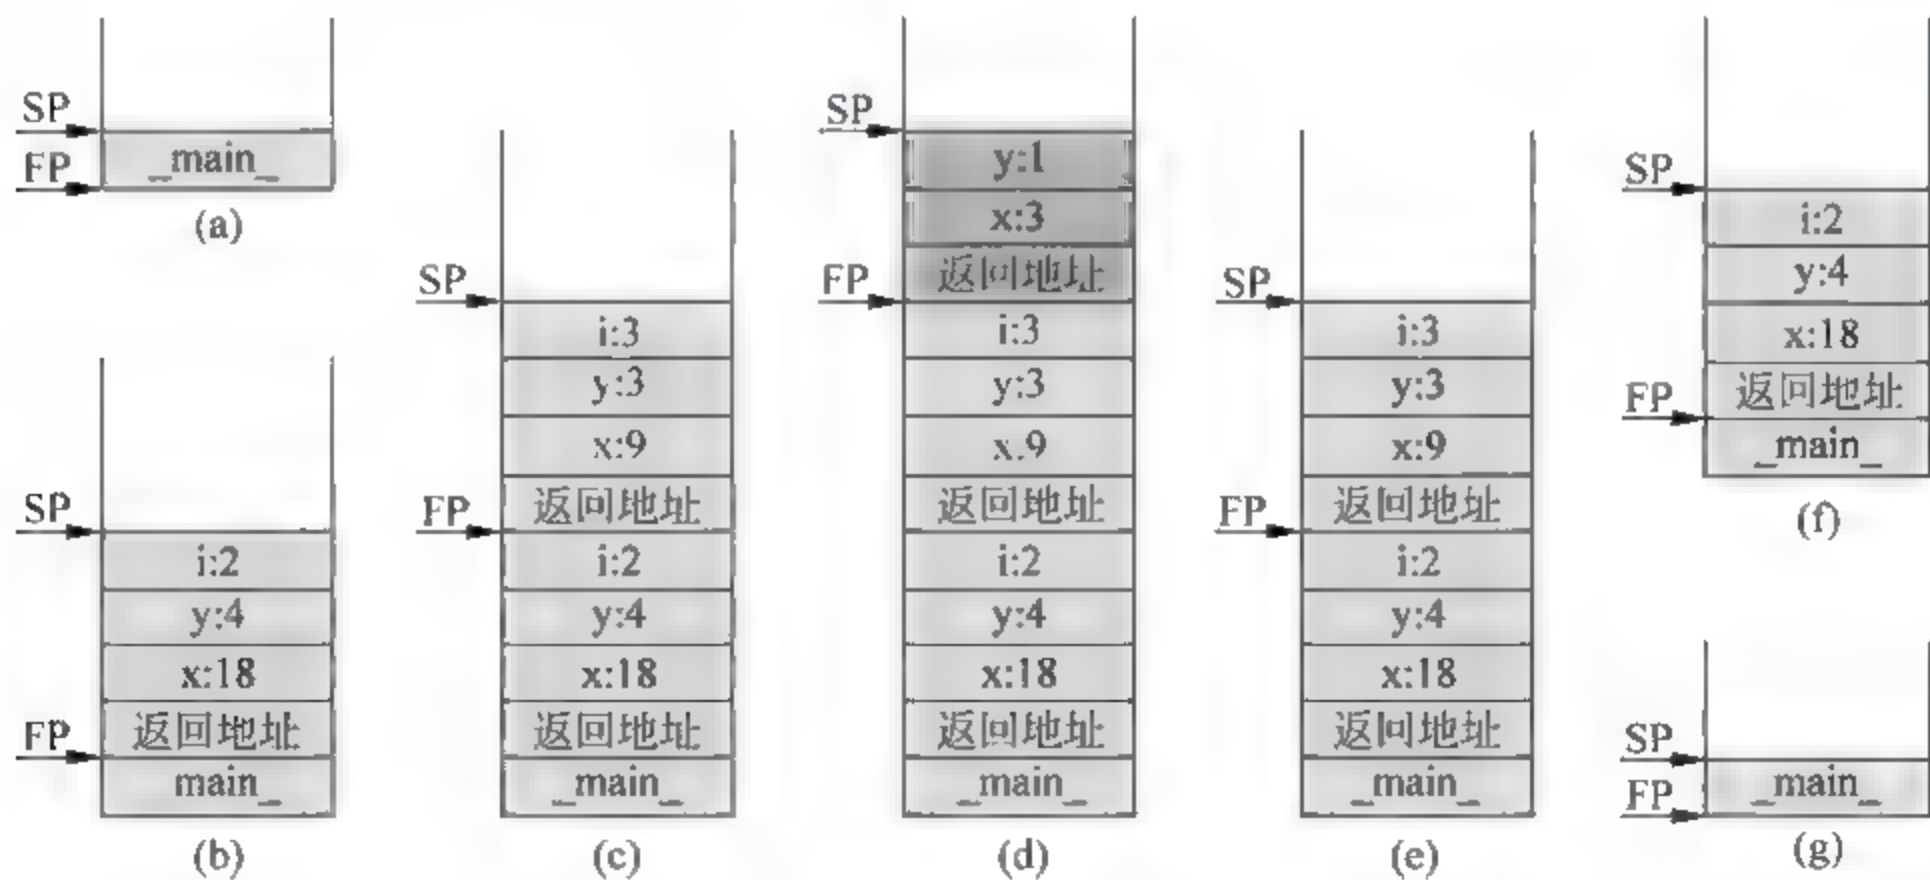 SP
_main_
FP
(a)
SP
i:2
y:4
x:18
FP
返回地址
main_
(b)
SP
i:3
y:3
x:9
FP
返回地址
i:2
y:4
x:18
返回地址
_main_
(c)
SP
y:1
x:3
FP
返回地址
i:3
y:3
x.9
返回地址
i:2
y:4
x:18
返回地址
_main_
(d)
SP
i:3
y:3
x:9
FP
返回地址
i:2
y:4
x:18
返回地址
_main_
(e)
SP
i:2
y:4
x:18
FP
返回地址
_main_
(f)
SP
_main_
FP
(g)